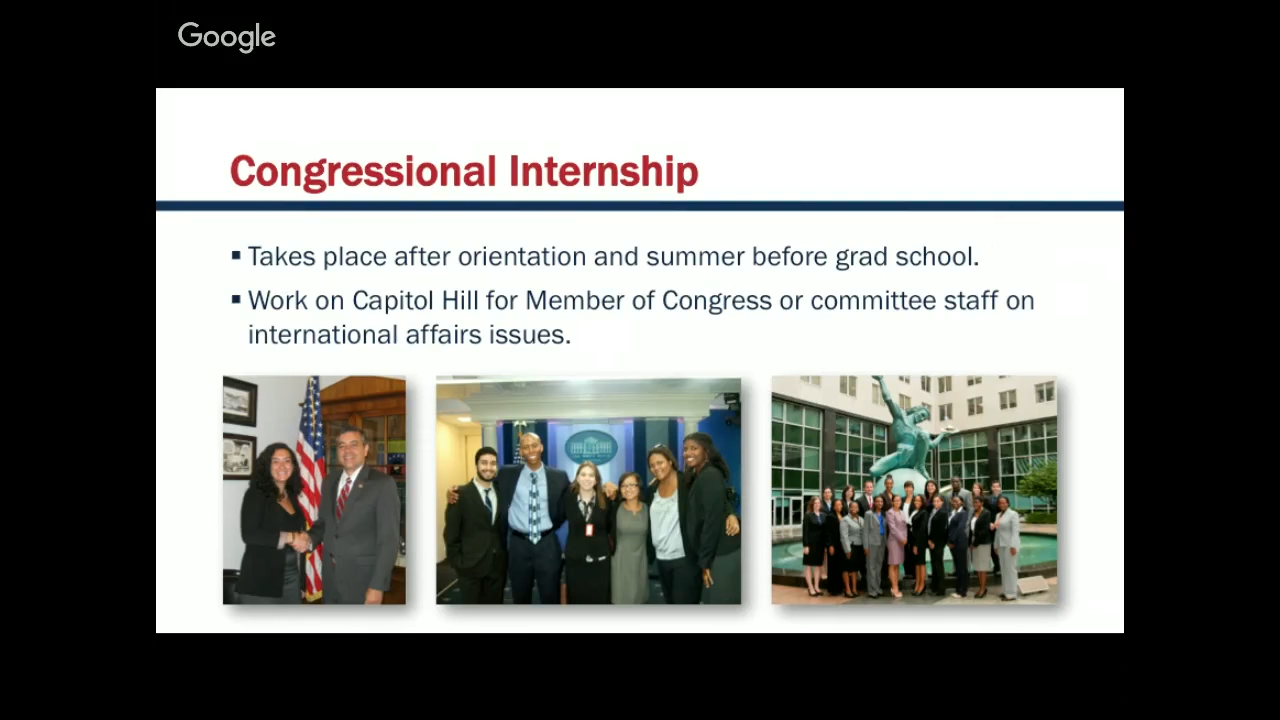 Google
Congressional Internship
▪ Takes place after orientation and summer before grad school.
▪ Work on Capitol Hill for Member of Congress or committee staff on
international affairs issues.